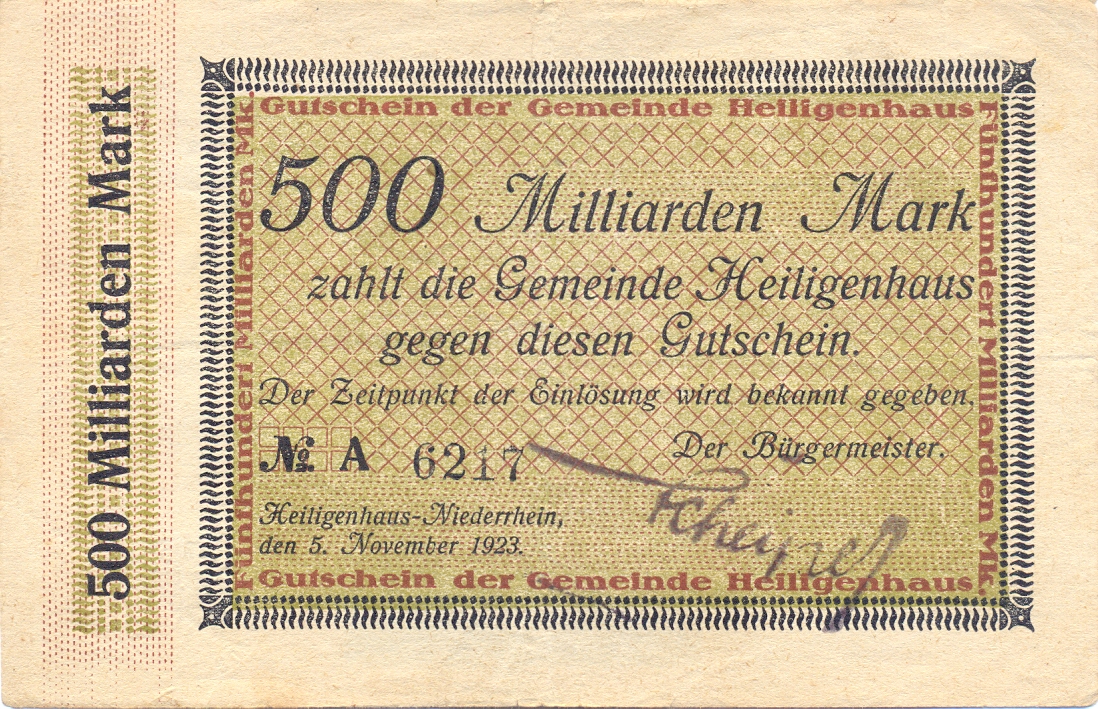 500 Milliarden Mark
Gutschein der Gemeinde Heiligenhaus
Fünfhundert Milliarden Mk.
500 Milliarden Mark
zahlt die Gemeinde Heiligenhaus
gegen diesen Gutschein.
Der Zeitpunkt der Einlösung wird bekannt gegeben.
№ A 6217
Der Bürgermeister.
Heiligenhaus-Niederrhein,
den 5. November 1923.
Fünfhundert Milliarden Mk.
Gutschein der Gemeinde Heiligenhaus.